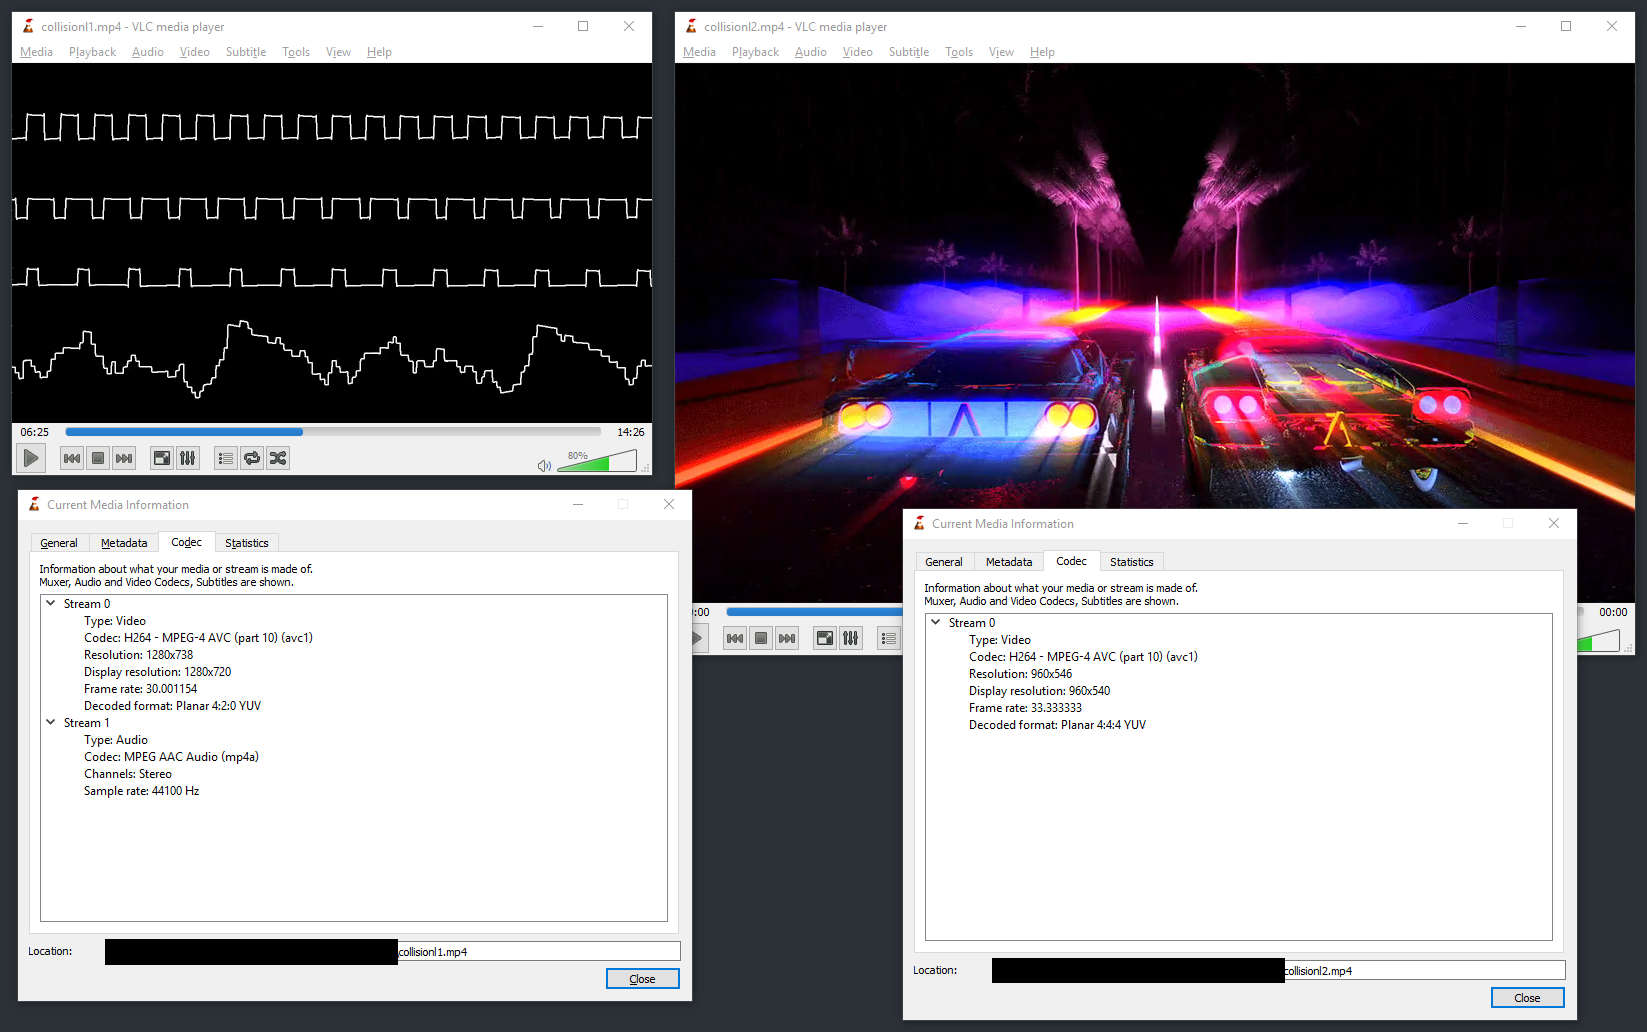 collisionl1.mp4 - VLC media player
Media Playback Audio Video Subtitle Tools View Help
06:25
14:26
80%
collisionl2.mp4 - VLC media player
Media Playback Audio Video Subtitle Tools View Help
:00
00:00
Current Media Information
General Metadata Codec Statistics
Information about what your media or stream is made of.
Muxer, Audio and Video Codecs, Subtitles are shown.
Stream 0
Type: Video
Codec: H264 - MPEG-4 AVC (part 10) (avc1)
Resolution: 1280x738
Display resolution: 1280x720
Frame rate: 30.001154
Decoded format: Planar 4:2:0 YUV
Stream 1
Type: Audio
Codec: MPEG AAC Audio (mp4a)
Channels: Stereo
Sample rate: 44100 Hz
Location:
collisionl1.mp4
Close
Current Media Information
General Metadata Codec Statistics
Information about what your media or stream is made of.
Muxer, Audio and Video Codecs, Subtitles are shown.
Stream 0
Type: Video
Codec: H264 - MPEG-4 AVC (part 10) (avc1)
Resolution: 960x546
Display resolution: 960x540
Frame rate: 33.333333
Decoded format: Planar 4:4:4 YUV
Location:
collisionl2.mp4
Close